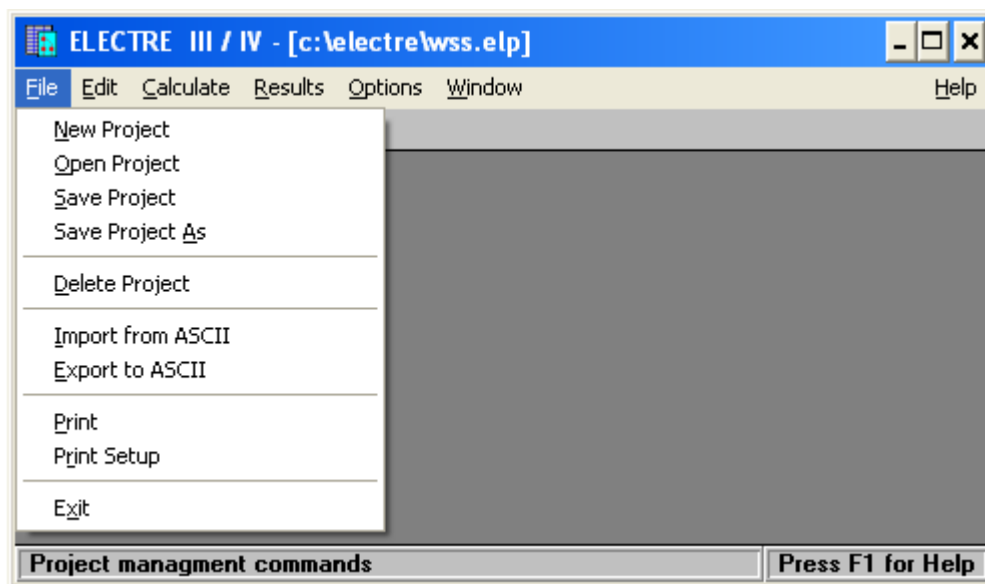 ELECTRE III / IV - [c:\electre\wss.elp]
File Edit Calculate Results Options Window Help
New Project
Open Project
Save Project
Save Project As
Delete Project
Import from ASCII
Export to ASCII
Print
Print Setup
Exit
Project managment commands Press F1 for Help